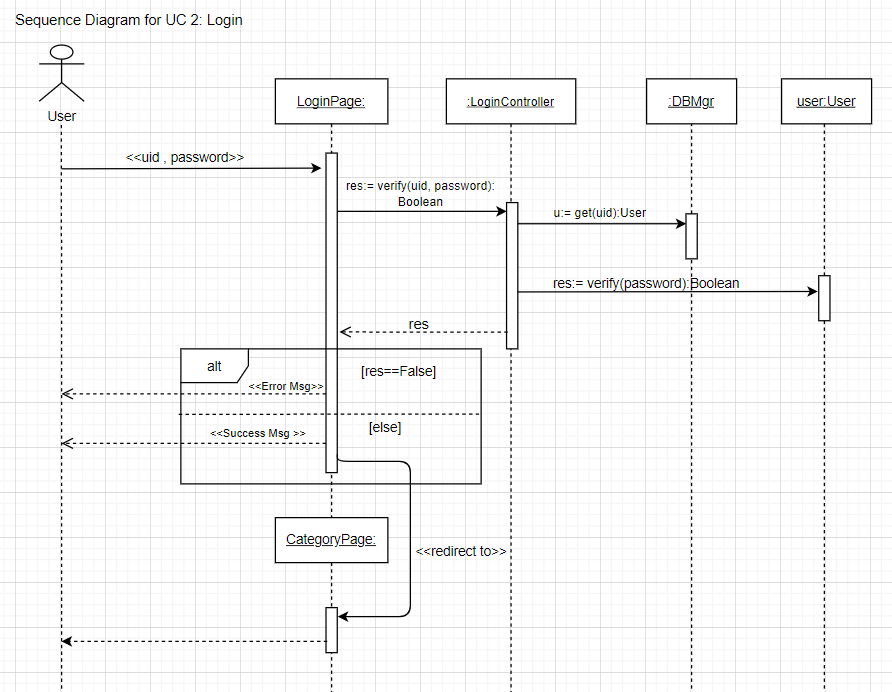 Sequence Diagram for UC 2: Login
User
LoginPage:
:LoginController
:DBMgr
user:User
<<uid , password>>
res:= verify(uid, password):
Boolean
u:= get(uid):User
res:= verify(password):Boolean
res
alt
[res==False]
<<Error Msg>>
[else]
<<Success Msg >>
CategoryPage:
<<redirect to>>